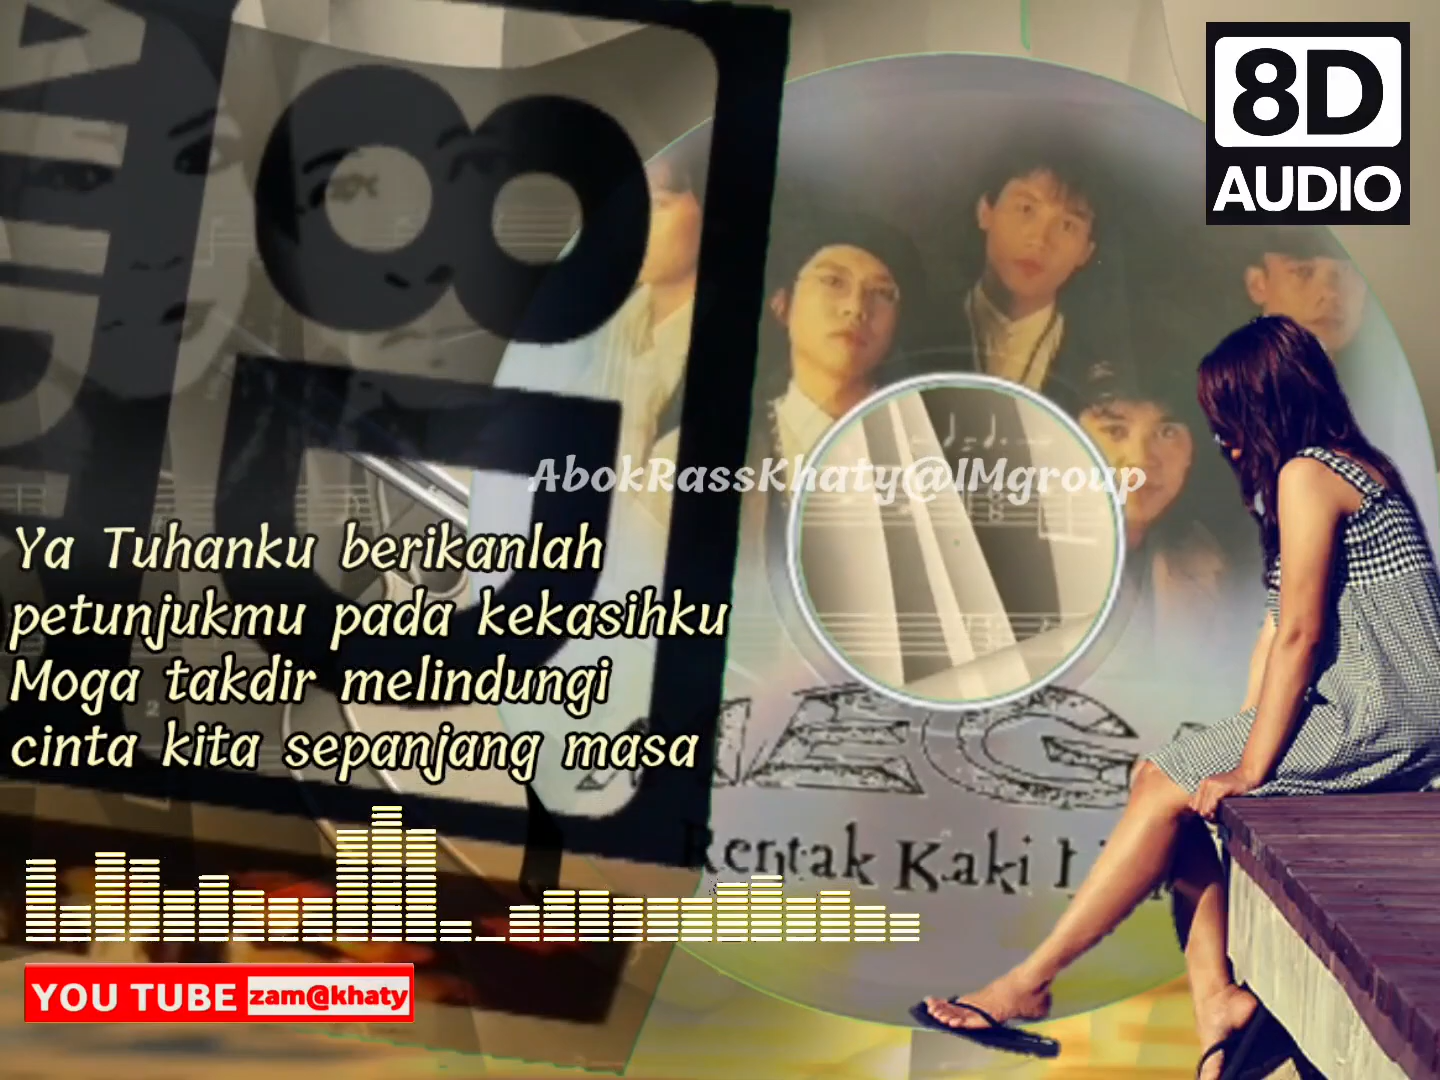 8D
AUDIO
AbokRassKhaty@IMgroup
Ya Tuhanku berikanlah
petunjukmu pada kekasihku
Moga takdir melindungi
cinta kita sepanjang masa
Rentak Kaki
YOU TUBE zam@khaty